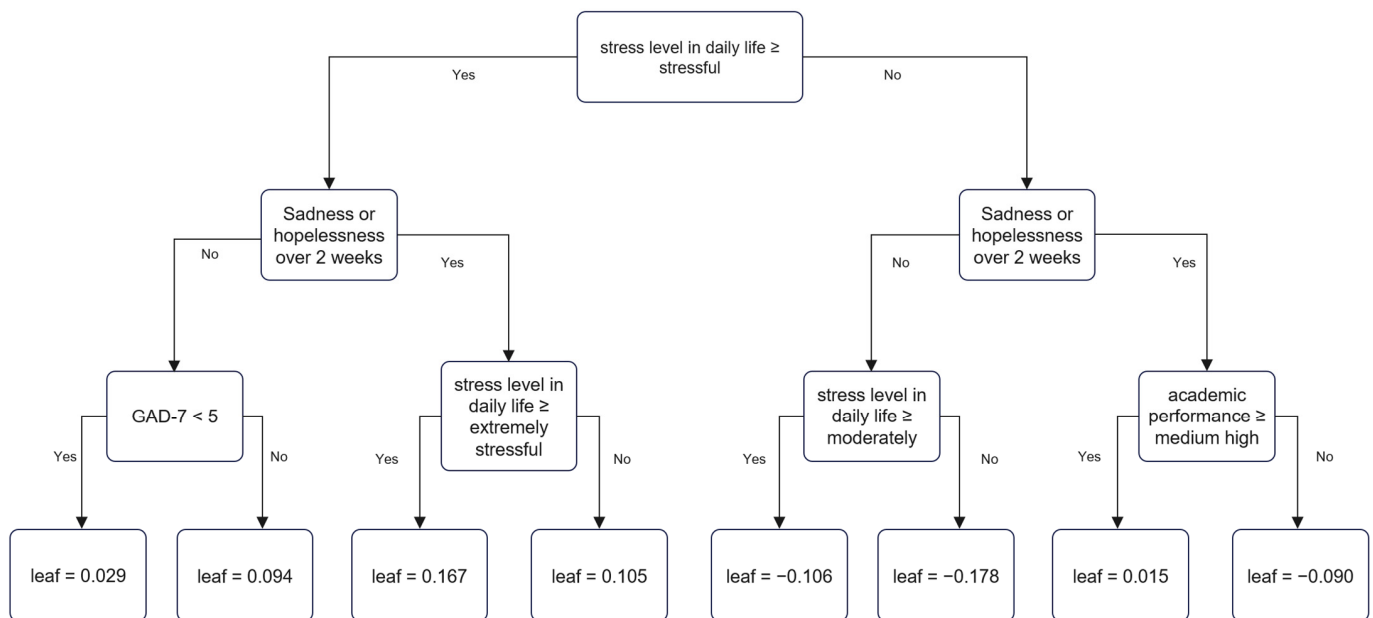 stress level in daily life ≥
stressful
Yes
No
Sadness or
hopelessness
over 2 weeks
No
Yes
Sadness or
hopelessness
over 2 weeks
No
Yes
GAD-7 < 5
Yes
No
stress level in
daily life ≥
extremely
stressful
Yes
No
stress level in
daily life ≥
moderately
Yes
No
academic
performance ≥
medium high
Yes
No
leaf = 0.029
leaf = 0.094
leaf = 0.167
leaf = 0.105
leaf = −0.106
leaf = −0.178
leaf = 0.015
leaf = −0.090